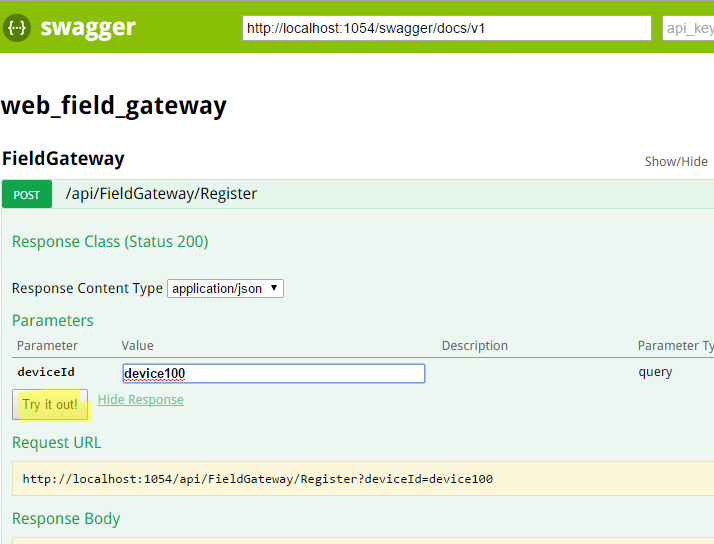 {··} swagger http://localhost:1054/swagger/docs/v1 api_key
web_field_gateway
FieldGateway Show/Hide
POST /api/FieldGateway/Register
Response Class (Status 200)
Response Content Type application/json
Parameters
Parameter Value Description Parameter Ty
deviceId device100 query
Try it out! Hide Response
Request URL
http://localhost:1054/api/FieldGateway/Register?deviceId=device100
Response Body